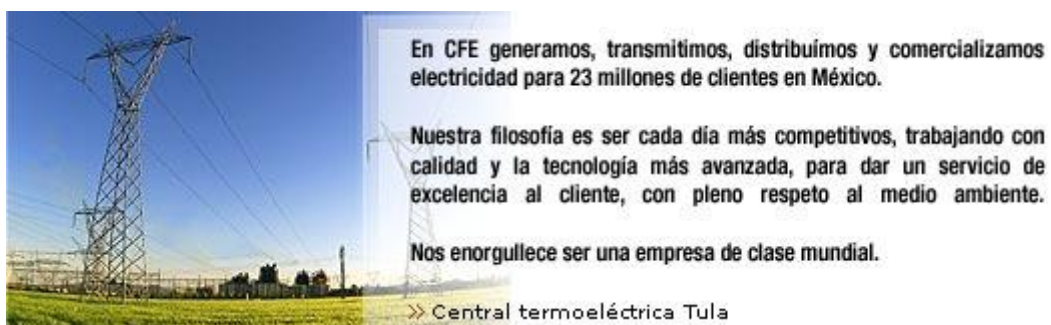 En CFE generamos, transmitimos, distribuímos y comercializamos
electricidad para 23 millones de clientes en México.
Nuestra filosofía es ser cada día más competitivos, trabajando con
calidad y la tecnología más avanzada, para dar un servicio de
excelencia al cliente, con pleno respeto al medio ambiente.
Nos enorgullece ser una empresa de clase mundial.
>> Central termoeléctrica Tula